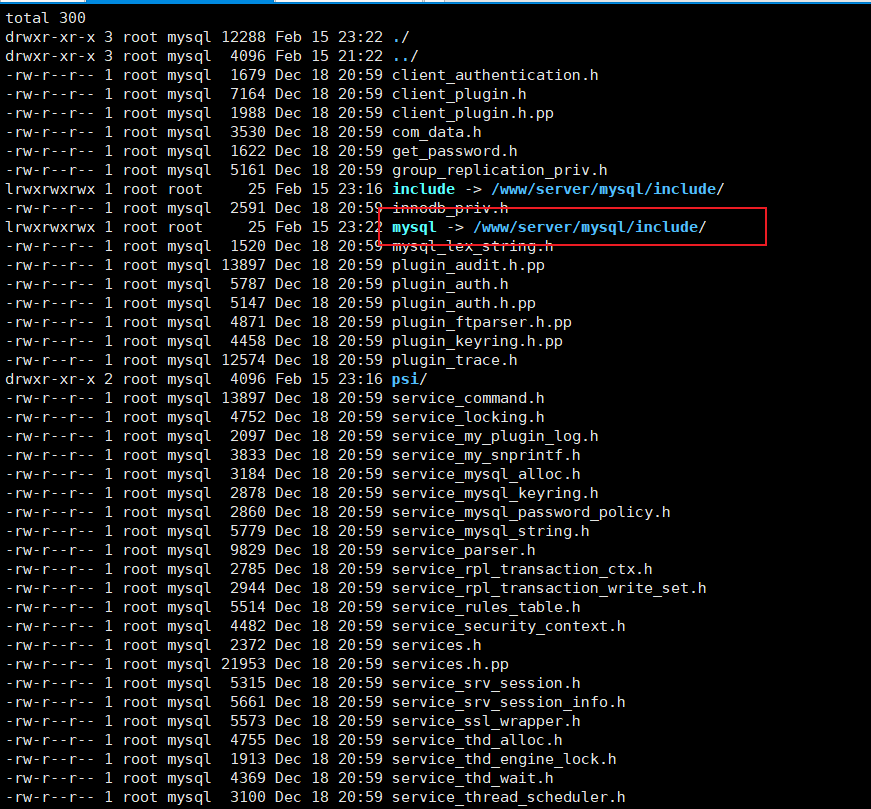 total 300
drwxr-xr-x 3 root mysql 12288 Feb 15 23:22 ./
drwxr-xr-x 3 root mysql  4096 Feb 15 21:22 ../
-rw-r--r-- 1 root mysql  1679 Dec 18 20:59 client_authentication.h
-rw-r--r-- 1 root mysql  7164 Dec 18 20:59 client_plugin.h
-rw-r--r-- 1 root mysql  1988 Dec 18 20:59 client_plugin.h.pp
-rw-r--r-- 1 root mysql  3530 Dec 18 20:59 com_data.h
-rw-r--r-- 1 root mysql  1622 Dec 18 20:59 get_password.h
-rw-r--r-- 1 root mysql  5161 Dec 18 20:59 group_replication_priv.h
lrwxrwxrwx 1 root root     25 Feb 15 23:16 include -> /www/server/mysql/include/
-rw-r--r-- 1 root mysql  2591 Dec 18 20:59 innodb_priv.h
lrwxrwxrwx 1 root root     25 Feb 15 23:22 mysql -> /www/server/mysql/include/
-rw-r--r-- 1 root mysql  1520 Dec 18 20:59 mysql_lex_string.h
-rw-r--r-- 1 root mysql 13897 Dec 18 20:59 plugin_audit.h.pp
-rw-r--r-- 1 root mysql  5787 Dec 18 20:59 plugin_auth.h
-rw-r--r-- 1 root mysql  5147 Dec 18 20:59 plugin_auth.h.pp
-rw-r--r-- 1 root mysql  4871 Dec 18 20:59 plugin_ftparser.h.pp
-rw-r--r-- 1 root mysql  4458 Dec 18 20:59 plugin_keyring.h.pp
-rw-r--r-- 1 root mysql 12574 Dec 18 20:59 plugin_trace.h
drwxr-xr-x 2 root mysql  4096 Feb 15 23:16 psi/
-rw-r--r-- 1 root mysql 13897 Dec 18 20:59 service_command.h
-rw-r--r-- 1 root mysql  4752 Dec 18 20:59 service_locking.h
-rw-r--r-- 1 root mysql  2097 Dec 18 20:59 service_my_plugin_log.h
-rw-r--r-- 1 root mysql  3833 Dec 18 20:59 service_my_snprintf.h
-rw-r--r-- 1 root mysql  3184 Dec 18 20:59 service_mysql_alloc.h
-rw-r--r-- 1 root mysql  2878 Dec 18 20:59 service_mysql_keyring.h
-rw-r--r-- 1 root mysql  2860 Dec 18 20:59 service_mysql_password_policy.h
-rw-r--r-- 1 root mysql  5779 Dec 18 20:59 service_mysql_string.h
-rw-r--r-- 1 root mysql  9829 Dec 18 20:59 service_parser.h
-rw-r--r-- 1 root mysql  2785 Dec 18 20:59 service_rpl_transaction_ctx.h
-rw-r--r-- 1 root mysql  2944 Dec 18 20:59 service_rpl_transaction_write_set.h
-rw-r--r-- 1 root mysql  5514 Dec 18 20:59 service_rules_table.h
-rw-r--r-- 1 root mysql  4482 Dec 18 20:59 service_security_context.h
-rw-r--r-- 1 root mysql  2372 Dec 18 20:59 services.h
-rw-r--r-- 1 root mysql 21953 Dec 18 20:59 services.h.pp
-rw-r--r-- 1 root mysql  5315 Dec 18 20:59 service_srv_session.h
-rw-r--r-- 1 root mysql  5661 Dec 18 20:59 service_srv_session_info.h
-rw-r--r-- 1 root mysql  5573 Dec 18 20:59 service_ssl_wrapper.h
-rw-r--r-- 1 root mysql  4755 Dec 18 20:59 service_thd_alloc.h
-rw-r--r-- 1 root mysql  1913 Dec 18 20:59 service_thd_engine_lock.h
-rw-r--r-- 1 root mysql  4369 Dec 18 20:59 service_thd_wait.h
-rw-r--r-- 1 root mysql  3100 Dec 18 20:59 service_thread_scheduler.h